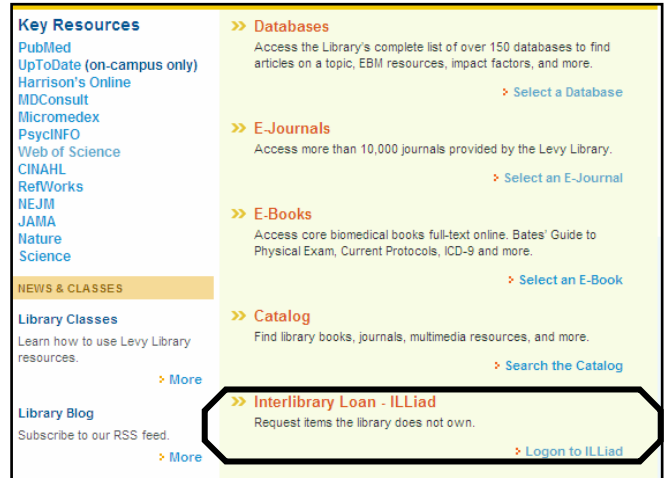 Key Resources
PubMed
UpToDate (on-campus only)
Harrison's Online
MDConsult
Micromedex
PsycINFO
Web of Science
CINAHL
RefWorks
NEJM
JAMA
Nature
Science
NEWS & CLASSES
Library Classes
Learn how to use Levy Library
resources.
More
Library Blog
Subscribe to our RSS feed.
More
Databases
Access the Library's complete list of over 150 databases to find
articles on a topic, EBM resources, impact factors, and more.
Select a Database
E-Journals
Access more than 10,000 journals provided by the Levy Library.
Select an E-Journal
E-Books
Access core biomedical books full-text online. Bates' Guide to
Physical Exam, Current Protocols, ICD-9 and more.
Select an E-Book
Catalog
Find library books, journals, multimedia resources, and more.
Search the Catalog
Interlibrary Loan - ILLiad
Request items the library does not own.
Logon to ILLiad